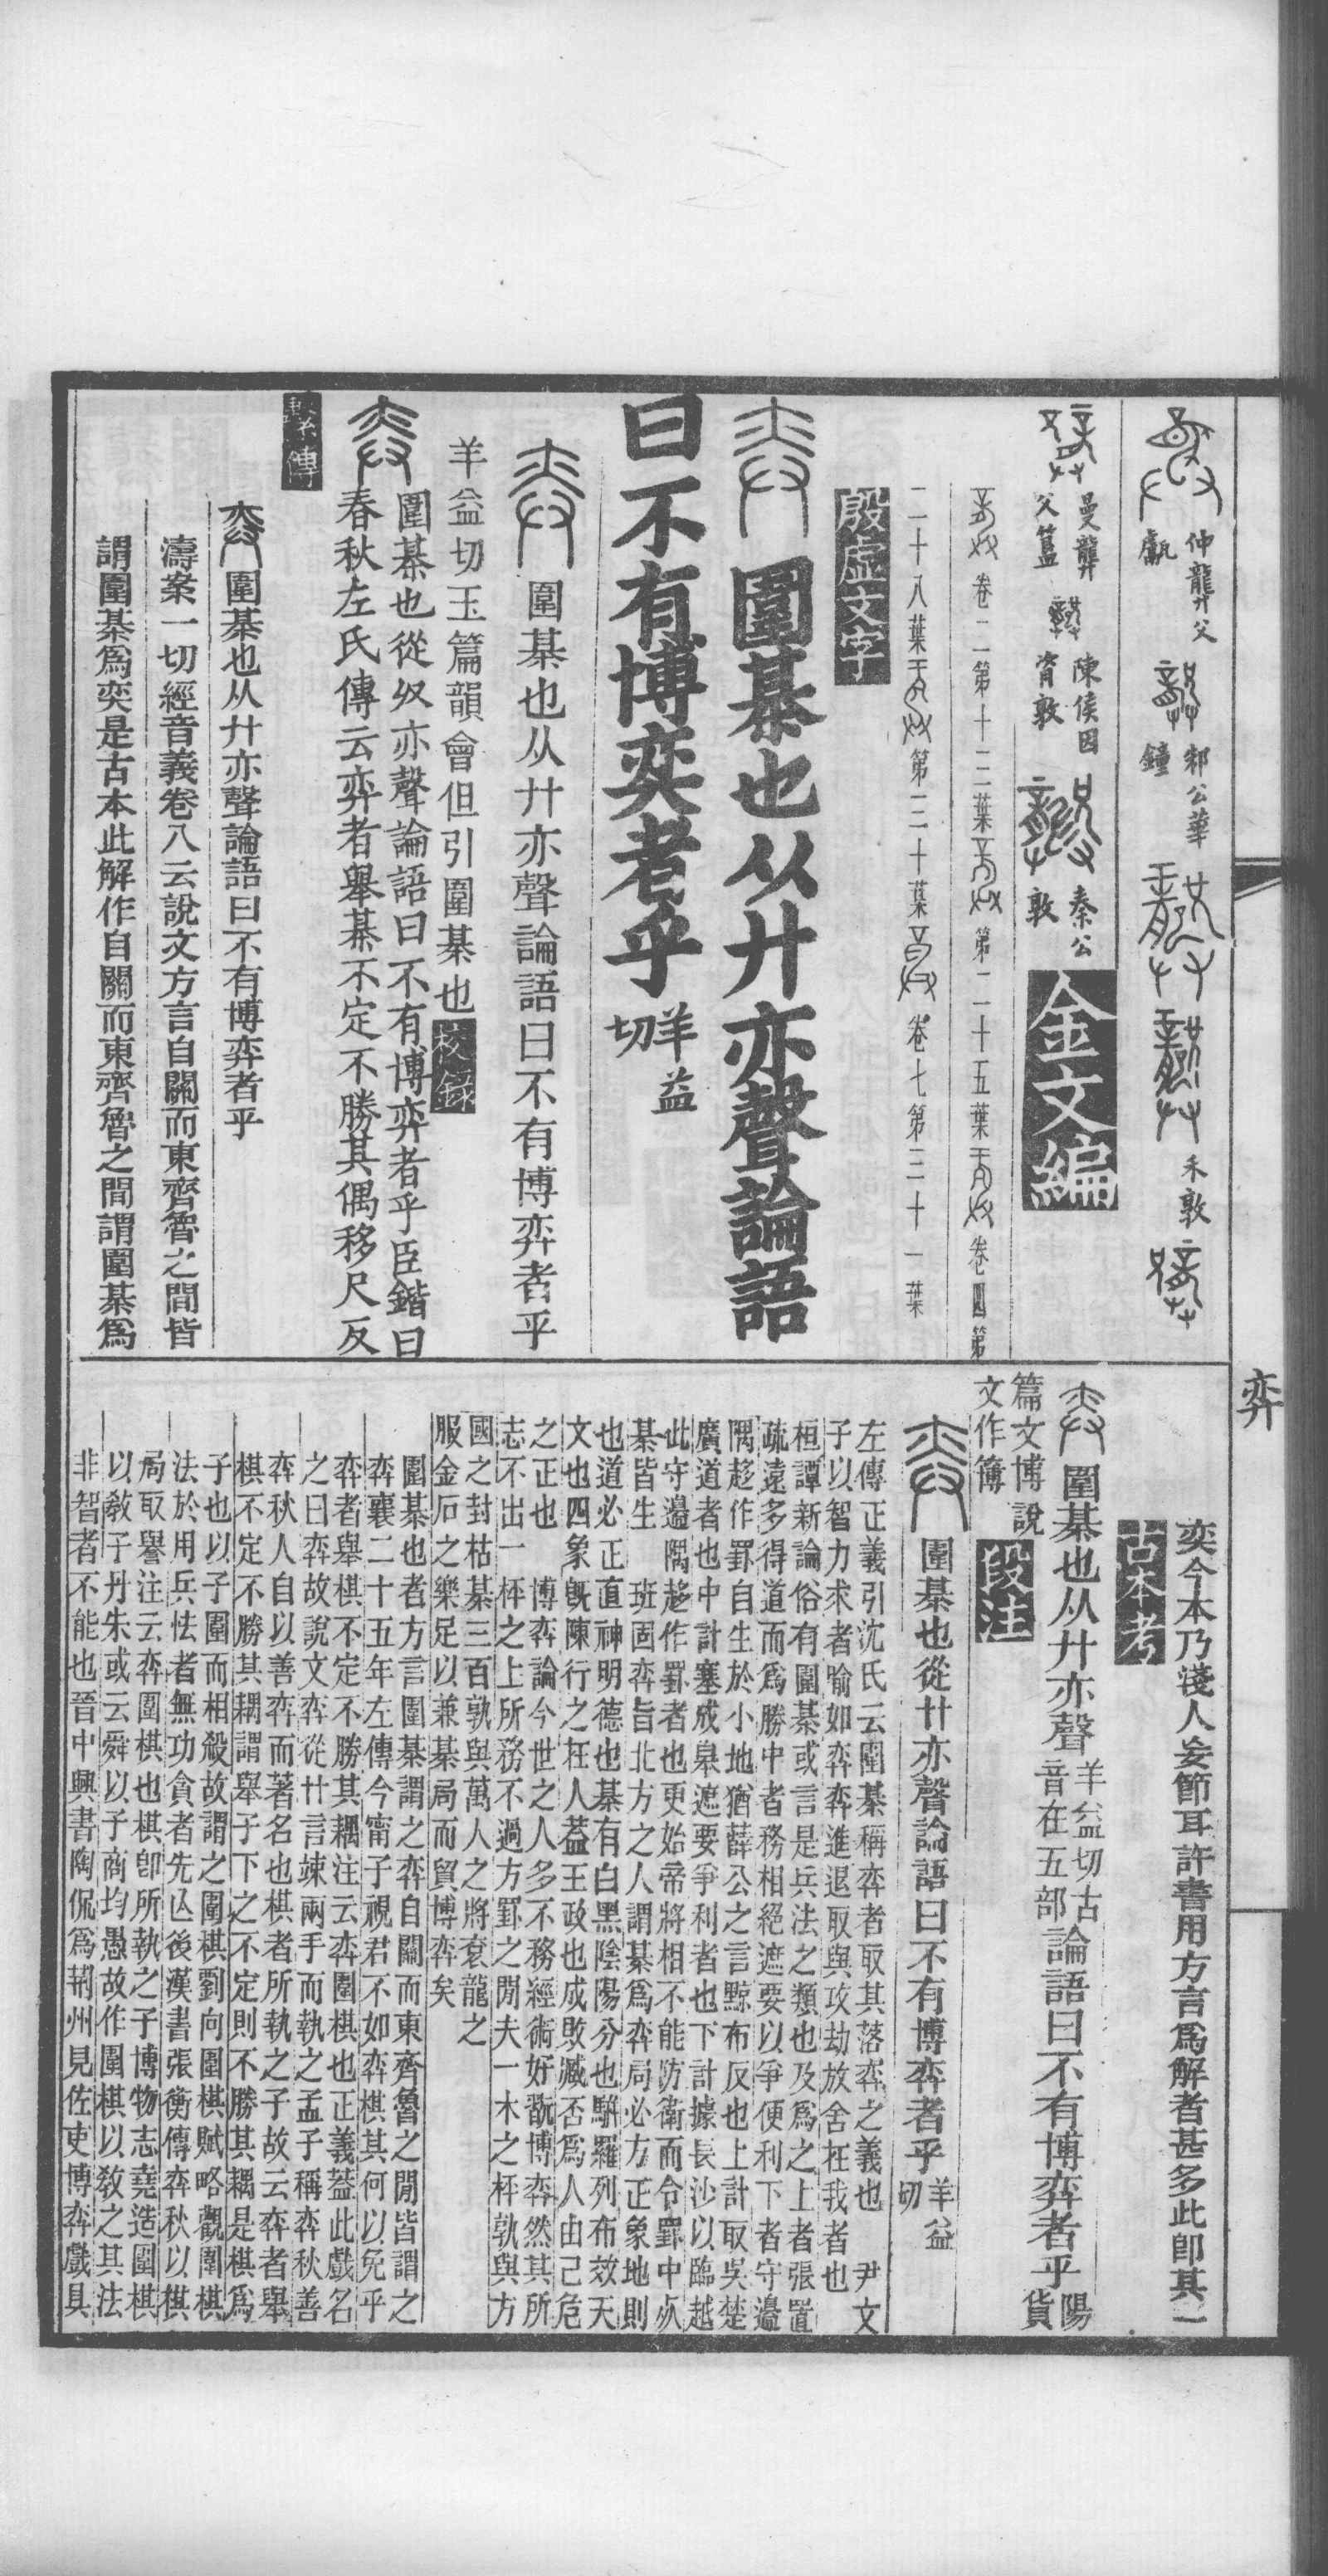 仲龏父甗
邾公華鐘
禾敦
曼龏父簠
陳侯因𬁼敦
秦公敦
金文編
卷二第十三葉
第二十五葉
卷四第
二十八葉
第三十葉
卷七第三十一葉
殷虛文字
圍棊也从廾亦聲論語
曰不有博奕者乎羊益切
圍棊也从廾亦聲論語曰不有博弈者乎
羊益切玉篇韻會但引圍棊也校錄
圍棊也從収亦聲論語曰不有博弈者乎臣鍇曰
春秋左氏傳云弈者舉棊不定不勝其偶移尺反
繫傳
圍棊也从廾亦聲論語曰不有博弈者乎
濤案一切經音義卷八云說文方言自關而東齊魯之間皆
謂圍棊爲奕是古本此解作自關而東齊魯之間謂圍棊爲
弈
奕今本乃淺人妄節耳許書用方言爲解者甚多此卽其一
古本考
圍棊也从廾亦聲羊益切古音在五部論語曰不有博弈者乎陽貨
篇文博說文作簙
段注
圍棊也從廾亦聲論語曰不有博弈者乎羊益切
左傳正義引沈氏云圍棊稱弈者取其落弈之義也 尹文
子以智力求者喻如弈弈進退取與攻劫放舍在我者也
桓譚新論俗有圍棊或言是兵法之類也及爲之上者張置
疏遠多得道而爲勝中者務相絕遮要以爭便利下者守邊
隅趍作罫自生於小地猶薛公之言黥布反也上計取吳楚
廣道者也中計塞成皋遮要爭利者也下計據長沙以臨越
此守邊隅趍作罫者也更始帝將相不能防衛而令罫中死
棊皆生 班固弈旨北方之人謂棊爲弈局必方正象地則
也道必正直神明德也棊有白黑陰陽分也駢羅列布效天
文也四象旣陳行之在人葢王政也成敗臧否爲人由己危
之正也 博弈論今世之人多不務經術好翫博弈然其所
志不出一枰之上所務不過方罫之閒夫一木之枰孰與方
國之封枯棊三百孰與萬人之將袞龍之
服金石之樂足以兼棊局而貿博弈矣
圍棊也者方言圍棊謂之弈自關而東齊魯之閒皆謂之
弈襄二十五年左傳今甯子視君不如弈棋其何以免乎
弈者舉棋不定不勝其耦注云弈圍棋也正義葢此戲名
之曰弈故說文弈從廾言竦兩手而執之孟子稱弈秋善
弈秋人自以善弈而著名也棋者所執之子故云弈者舉
棋不定不勝其耦謂舉子下之不定則不勝其耦是棋爲
子也以子圍而相殺故謂之圍棋劉向圍棋賦略觀圍棋
法於用兵怯者無功貪者先亾後漢書張衡傳弈秋以棋
局取譽注云弈圍棋也棋卽所執之子博物志堯造圍棋
以敎子丹朱或云舜以子商均愚故作圍棋以敎之其法
非智者不能也晉中興書陶侃爲荊州見佐吏博弈戲具